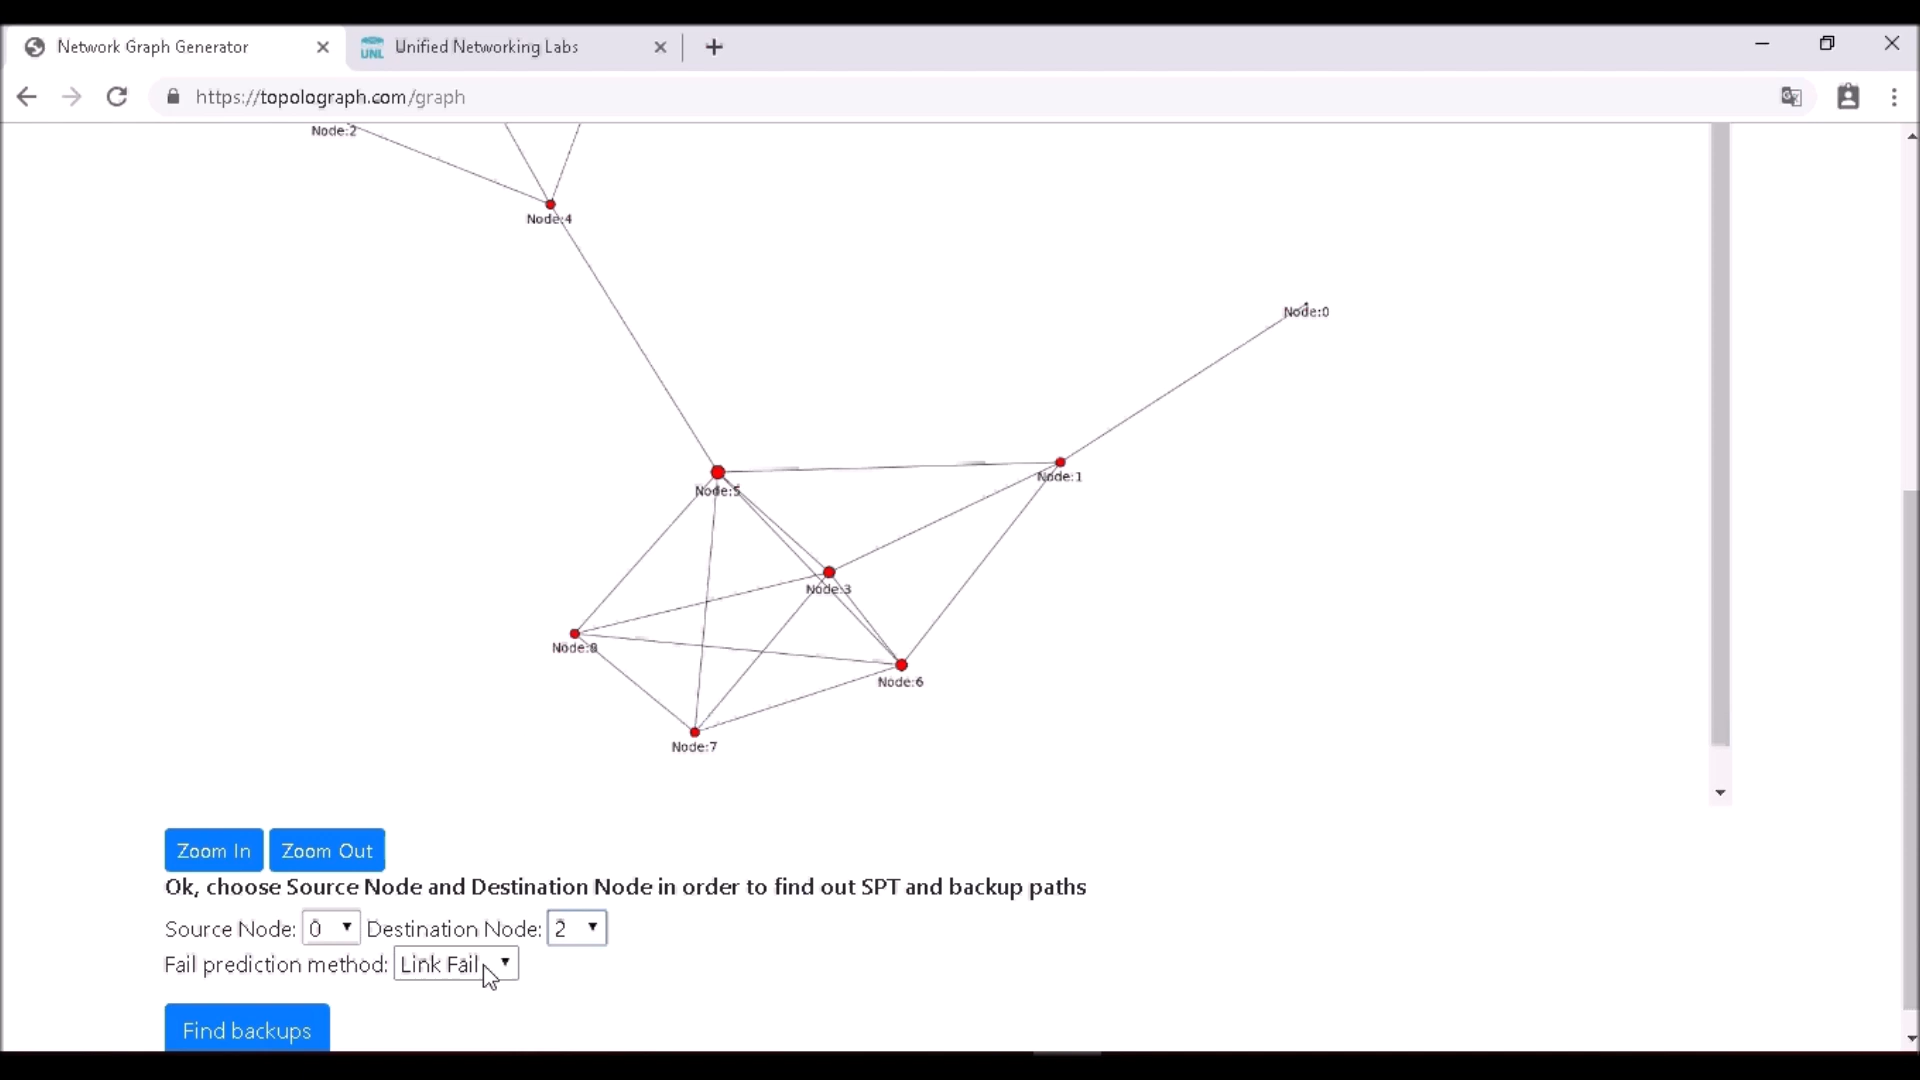 Network Graph Generator
UNL
Unified Networking Labs
https://topolograph.com/graph
Node:2
Node:4
Node:0
Node:1
Node:5
Node:3
Node:8
Node:6
Node:7
Zoom In
Zoom Out
Ok, choose Source Node and Destination Node in order to find out SPT and backup paths
Source Node: 0 Destination Node: 2
Fail prediction method: Link Fail
Find backups